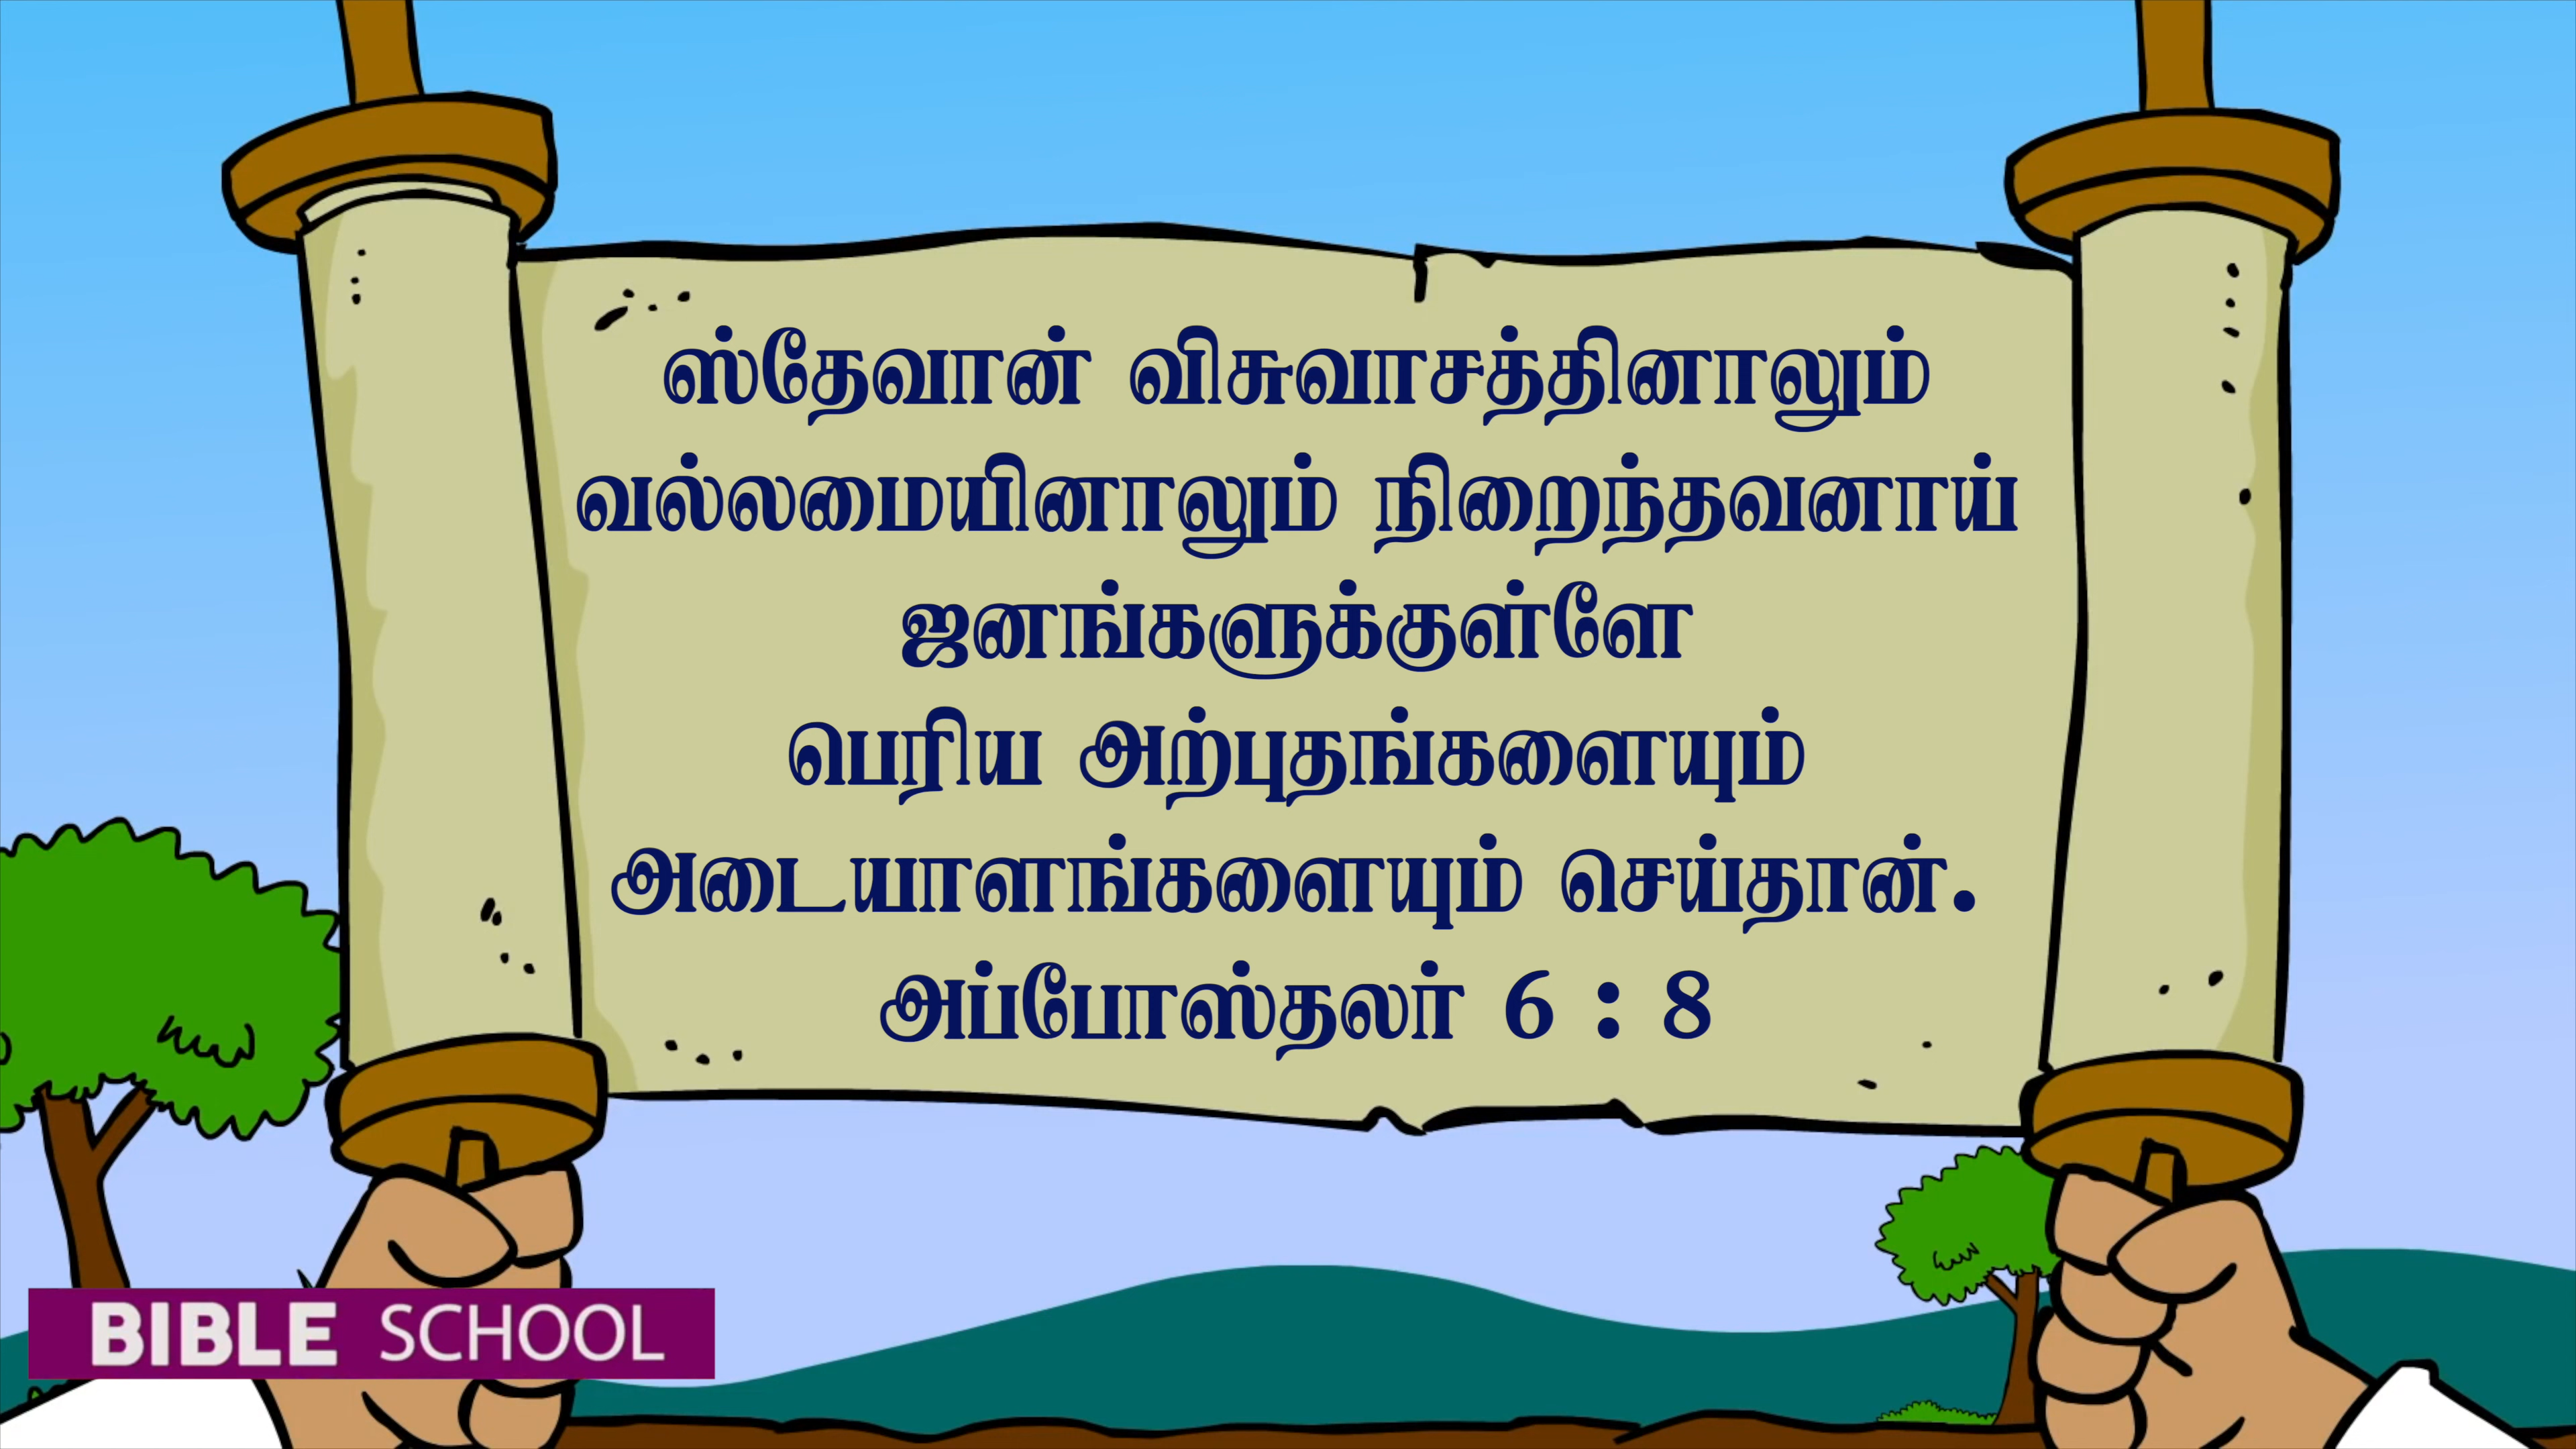 ஸ்தேவான் விசுவாசத்தினாலும்
வல்லமையினாலும் நிறைந்தவனாய்
ஜனங்களுக்குள்ளே
பெரிய அற்புதங்களையும்
அடையாளங்களையும் செய்தான்.
அப்போஸ்தலர் 6 : 8
BIBLE SCHOOL